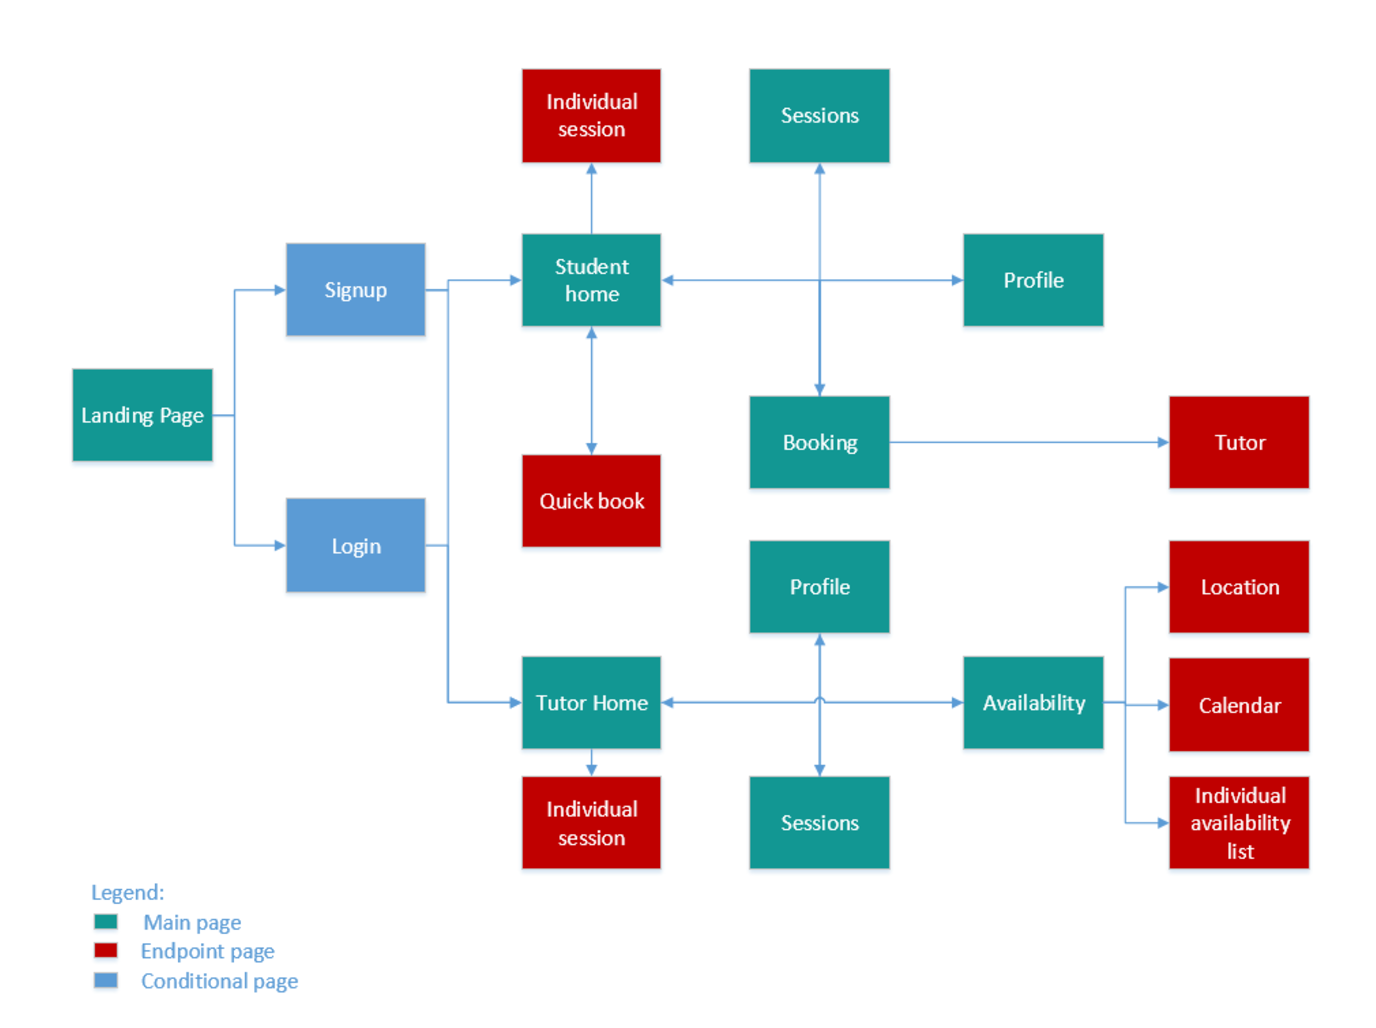 Individual
session
Sessions
Student
home
Profile
Signup
Landing Page
Booking
Tutor
Quick book
Login
Profile
Location
Tutor Home
Availability
Calendar
Individual
session
Sessions
Individual
availability
list
Legend:
Main page
Endpoint page
Conditional page